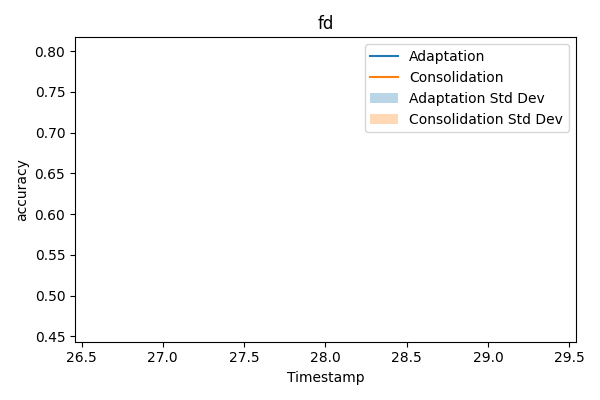 fd
Adaptation
Consolidation
Adaptation Std Dev
Consolidation Std Dev
0.80
0.75
0.70
0.65
0.60
0.55
0.50
0.45
accuracy
26.5 27.0 27.5 28.0 28.5 29.0 29.5
Timestamp